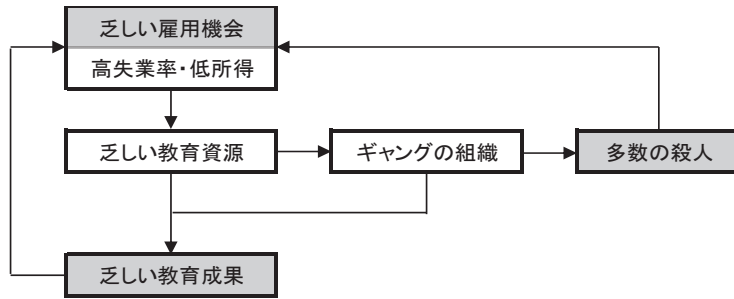 乏しい雇用機会
高失業率・低所得
乏しい教育資源
ギャングの組織
多数の殺人
乏しい教育成果